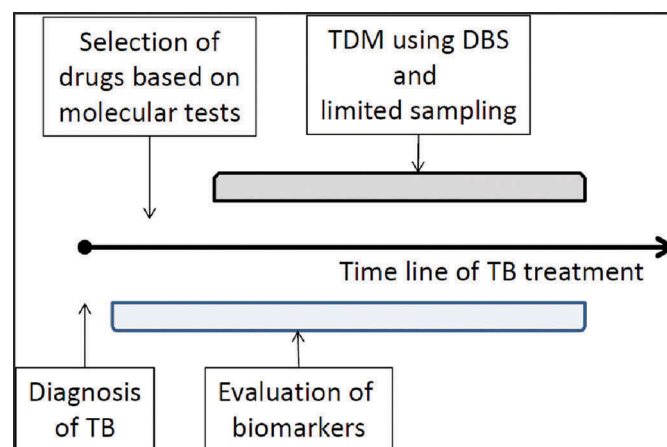 Selection of
drugs based on
molecular tests
TDM using DBS
and
limited sampling
Time line of TB treatment
Diagnosis
of TB
Evaluation of
biomarkers